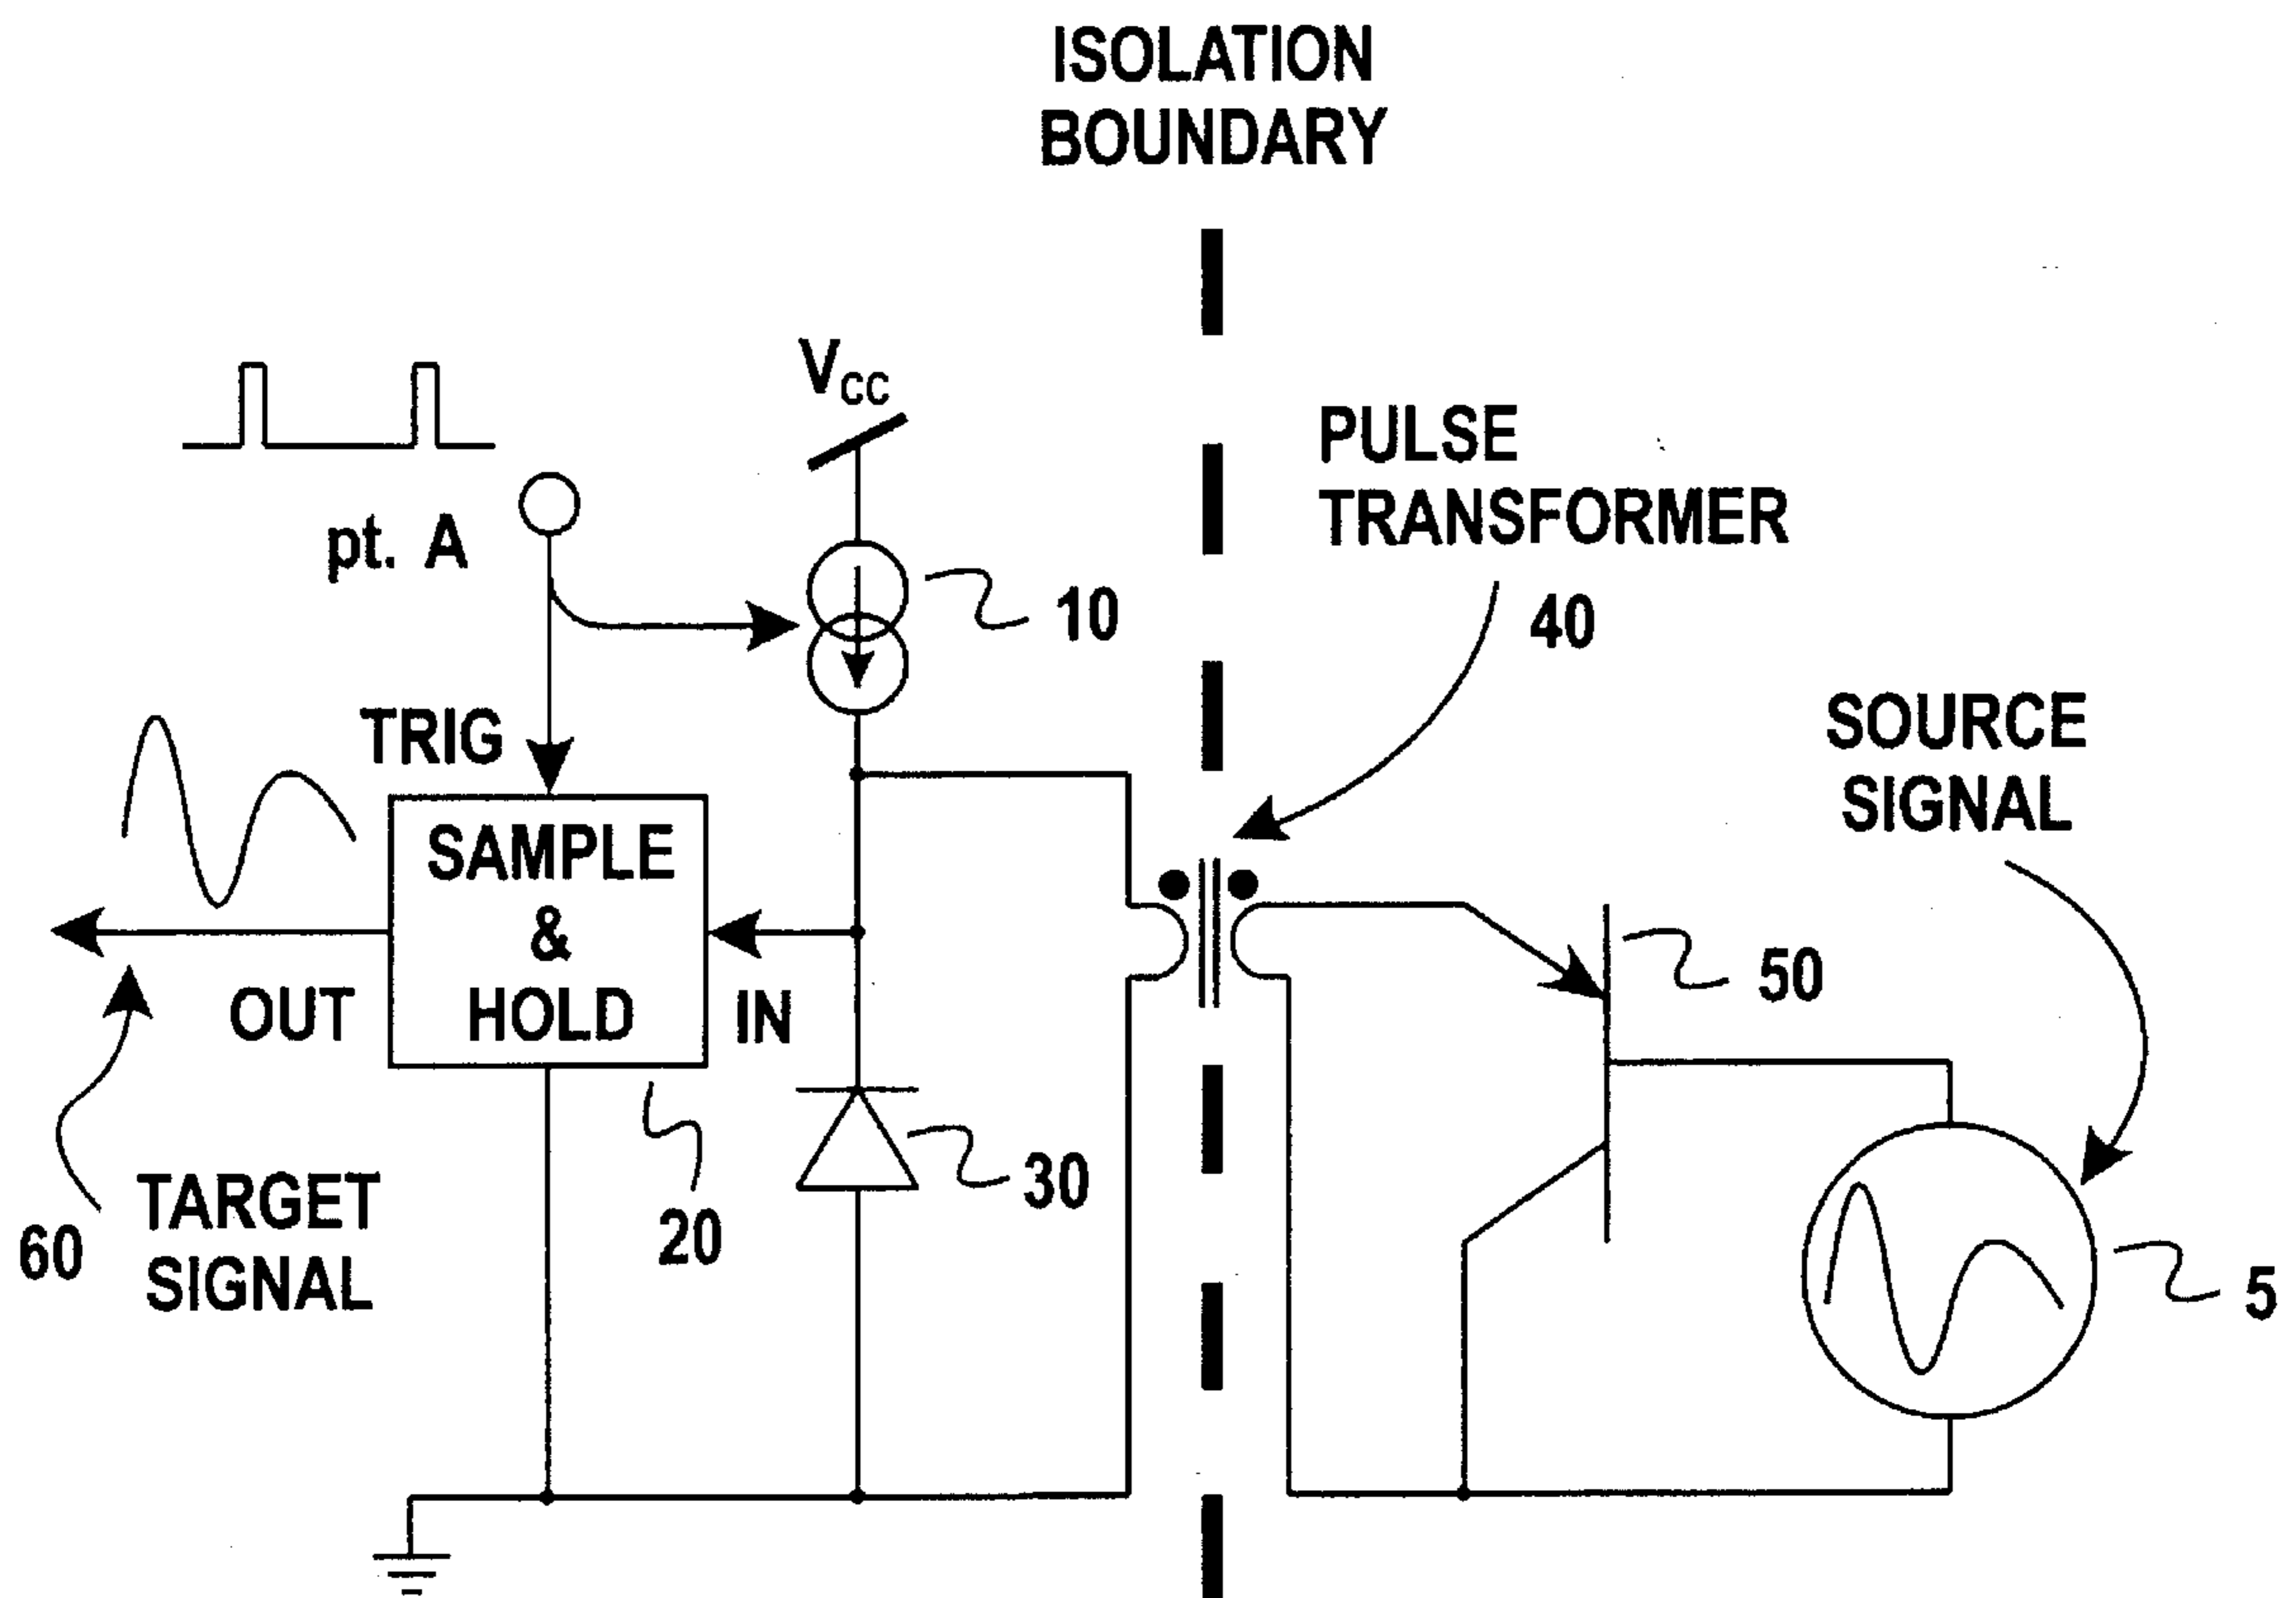 ISOLATION
BOUNDARY
VCC
PULSE
TRANSFORMER
40
pt. A
10
TRIG
SOURCE
SIGNAL
SAMPLE
&
HOLD
IN
OUT
50
TARGET
SIGNAL
60
20
30
5